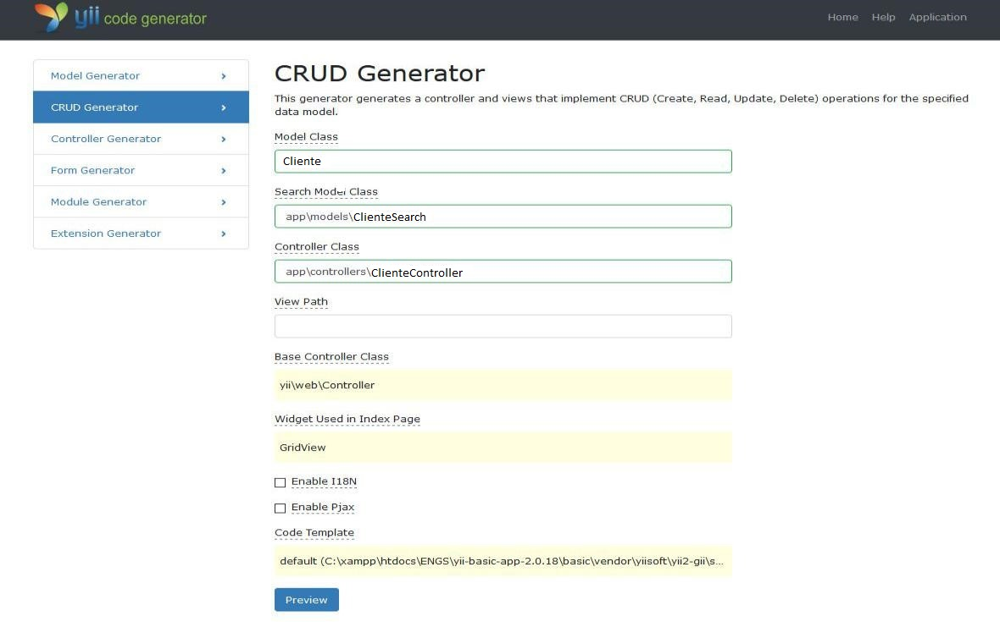 yii code generator
Home Help Application
Model Generator
CRUD Generator
Controller Generator
Form Generator
Module Generator
Extension Generator
CRUD Generator
This generator generates a controller and views that implement CRUD (Create, Read, Update, Delete) operations for the specified
data model.
Model Class
Cliente
Search Model Class
app\models\ClienteSearch
Controller Class
app\controllers\ClienteController
View Path
Base Controller Class
yii\web\Controller
Widget Used in Index Page
GridView
Enable I18N
Enable Pjax
Code Template
default (C:\xampp\htdocs\ENGS\yii-basic-app-2.0.18\basic\vendor\yiisoft\yii2-gii\s...
Preview